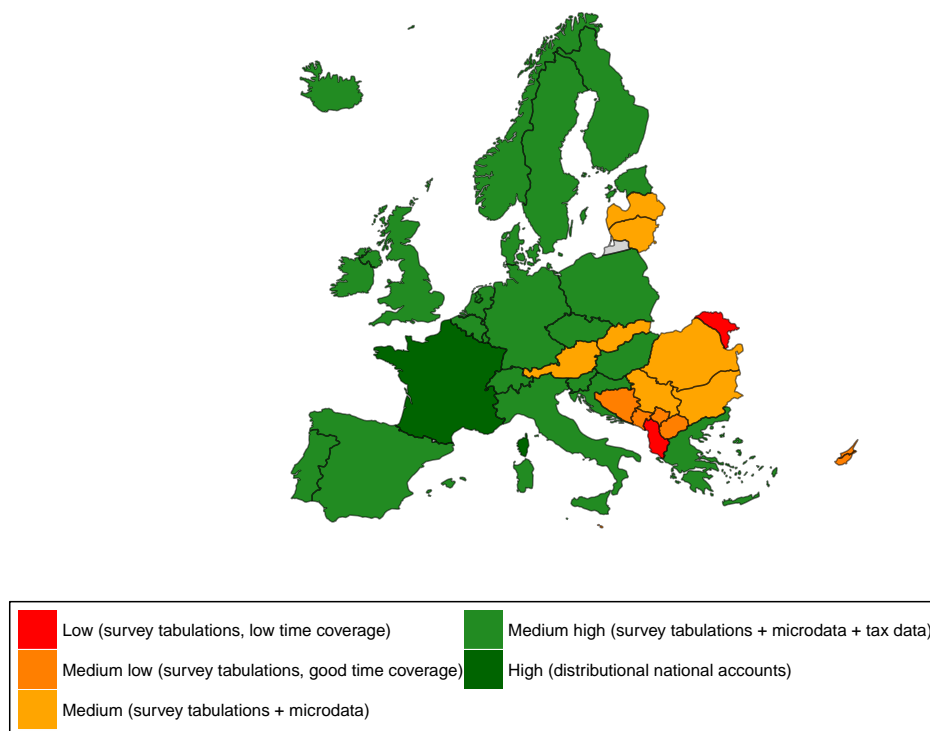 Low (survey tabulations, low time coverage)
Medium low (survey tabulations, good time coverage)
Medium (survey tabulations + microdata)
Medium high (survey tabulations + microdata + tax data)
High (distributional national accounts)